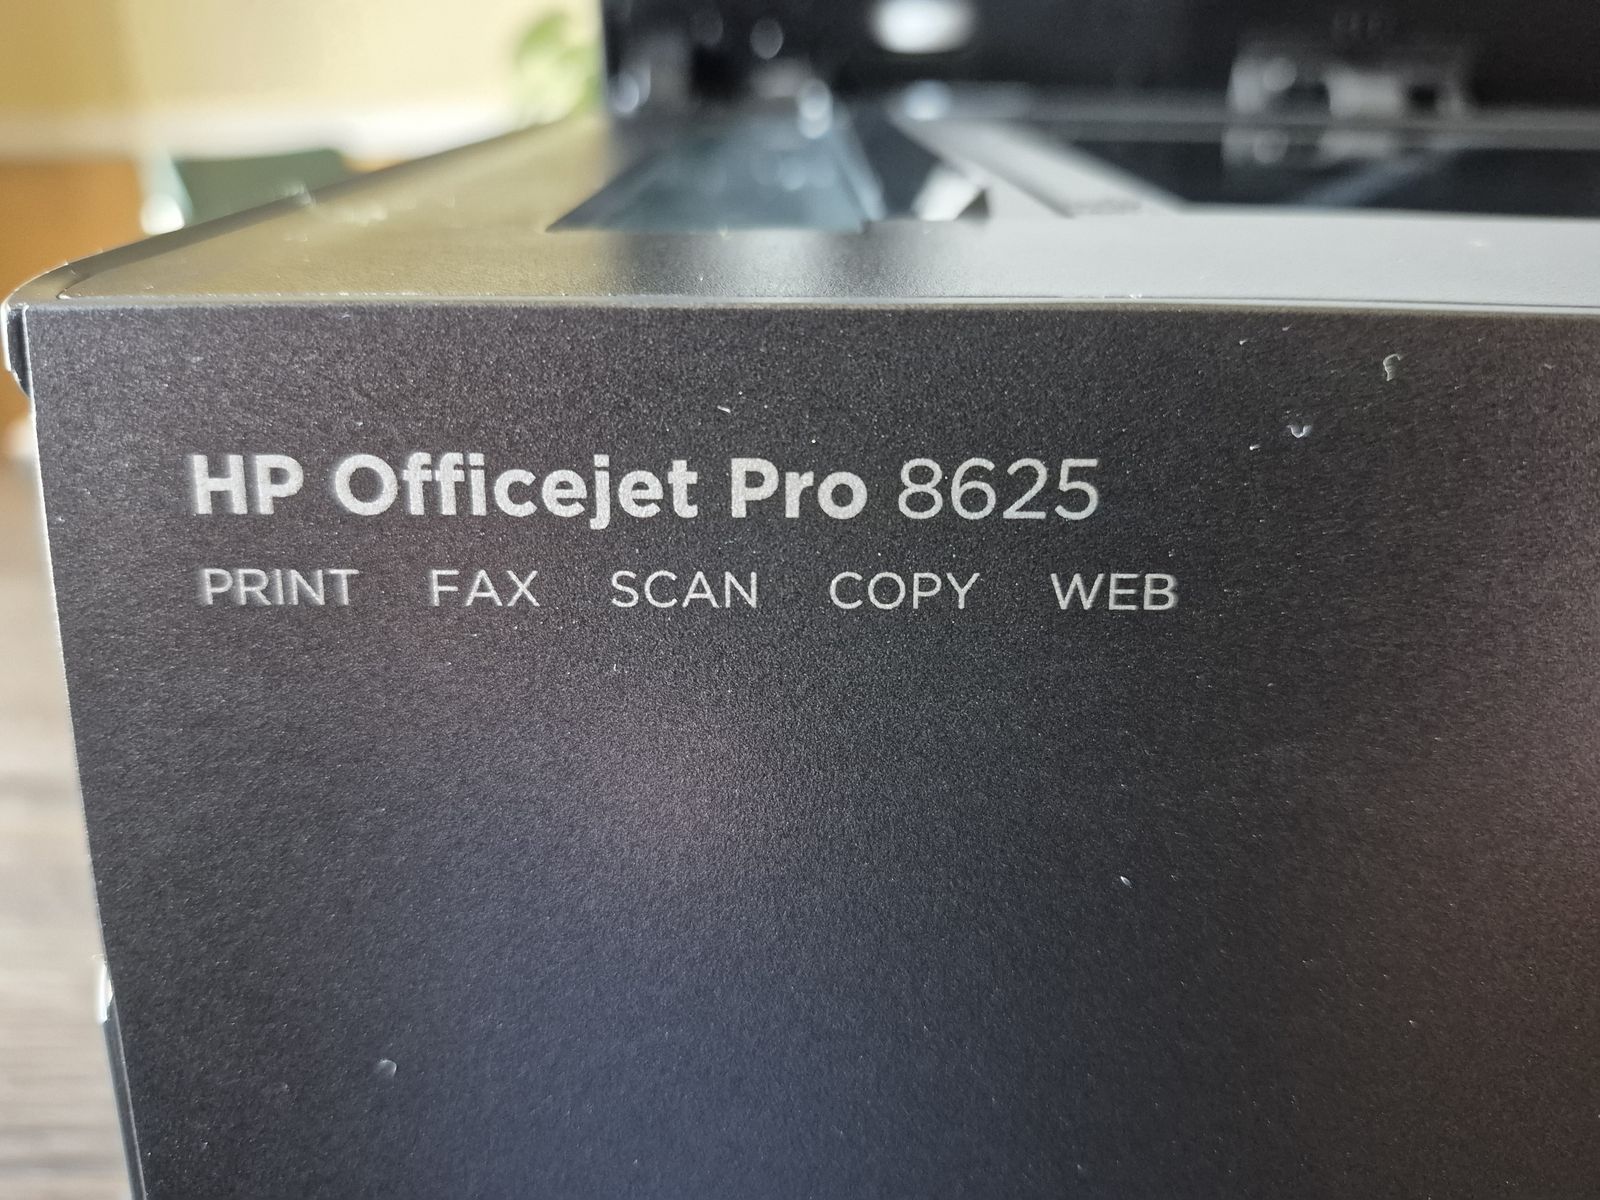 HP Officejet Pro 8625
PRINT FAX SCAN COPY WEB